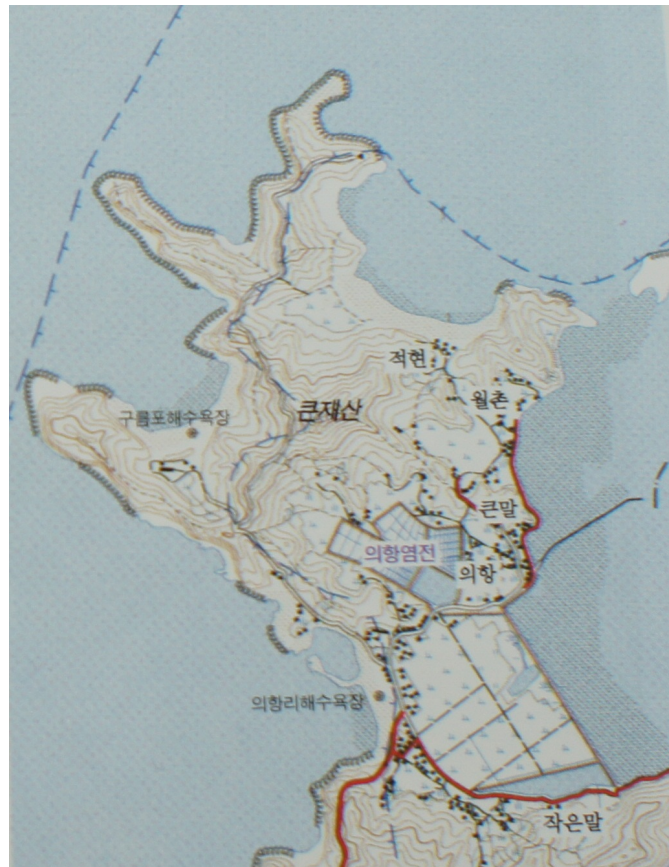 적현
월촌
큰재산
구름포해수욕장
큰말
의항염전
의항
의항리해수욕장
작은말